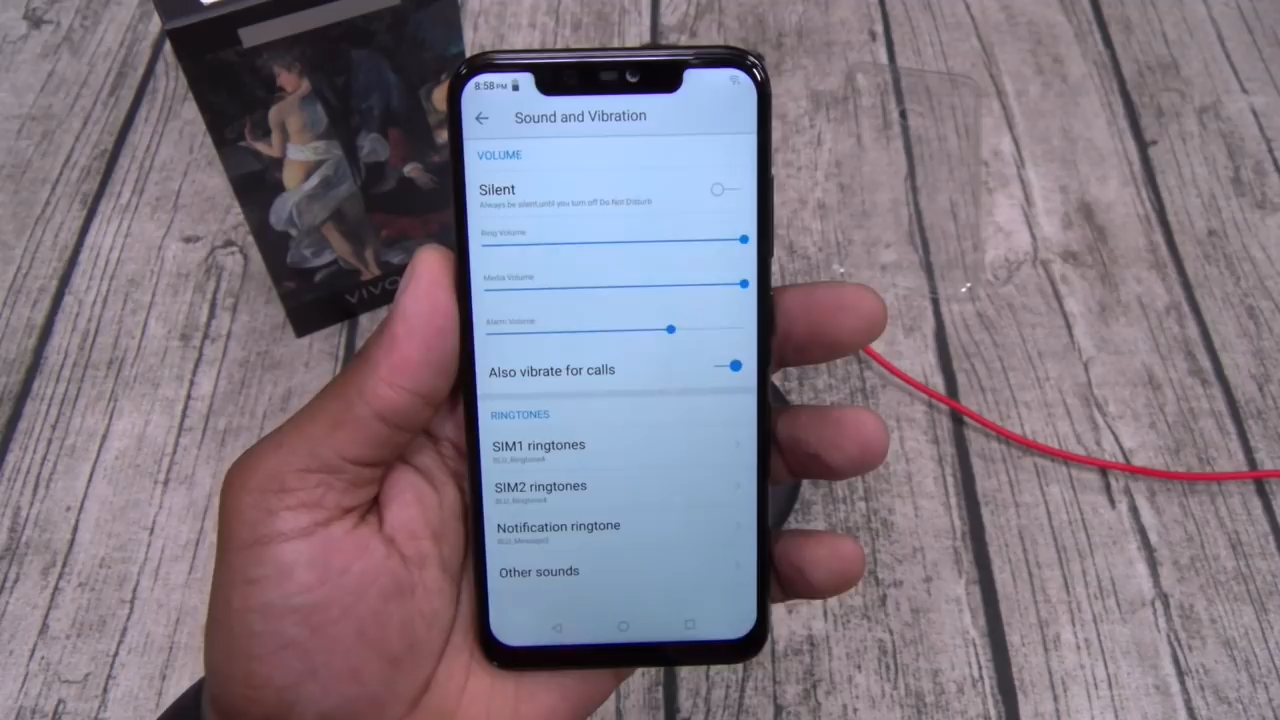 8:58 PM
Sound and Vibration
VOLUME
Silent
Always be silent until you turn off Do Not Disturb
Ring Volume
Media Volume
Alarm Volume
Also vibrate for calls
RINGTONES
SIM1 ringtones
BLU_Ringtone4
SIM2 ringtones
BLU_Ringtone4
Notification ringtone
Other sounds
VIVO